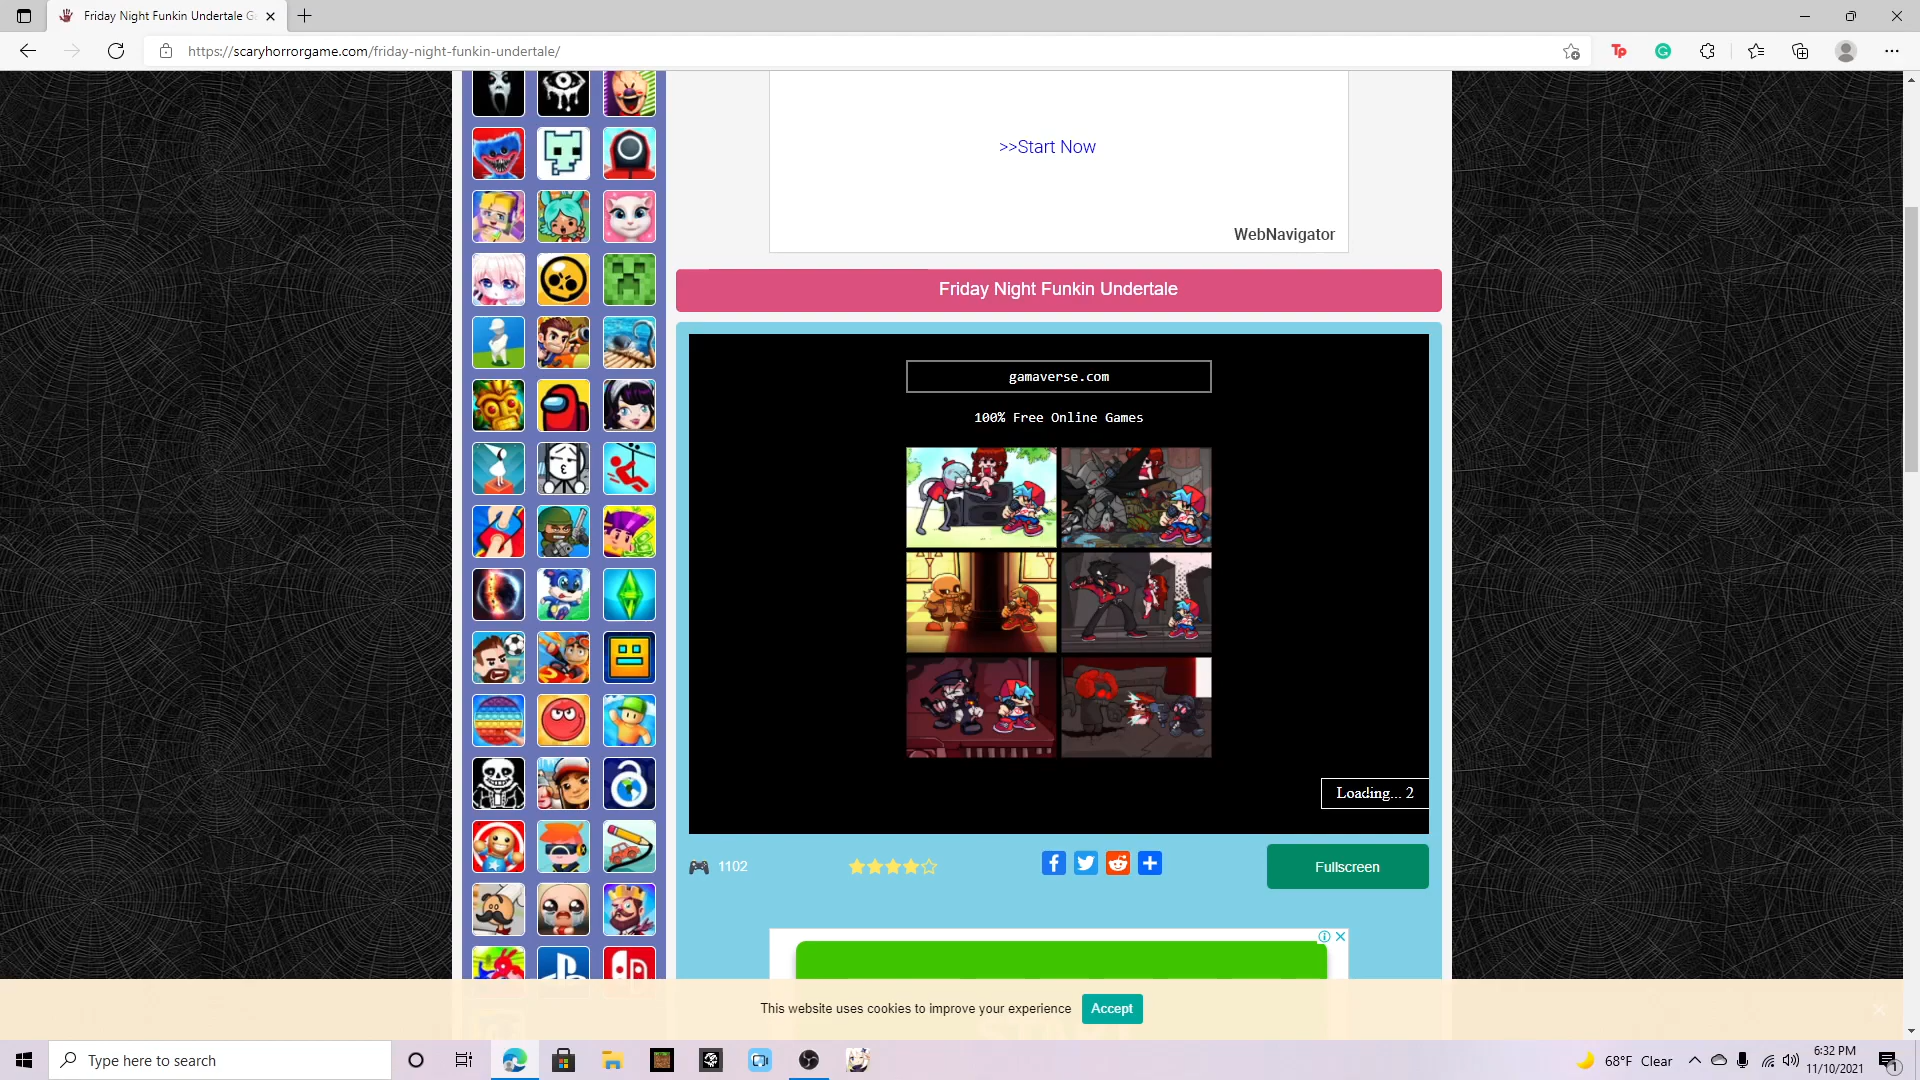 Friday Night Funkin Undertale G
https://scaryhorrorgame.com/friday-night-funkin-undertale/
Tp
>>Start Now
WebNavigator
Friday Night Funkin Undertale
gamaverse.com
100% Free Online Games
Loading... 2
1102
Fullscreen
This website uses cookies to improve your experience
Accept
Type here to search
68°F Clear
6:32 PM
11/10/2021
1